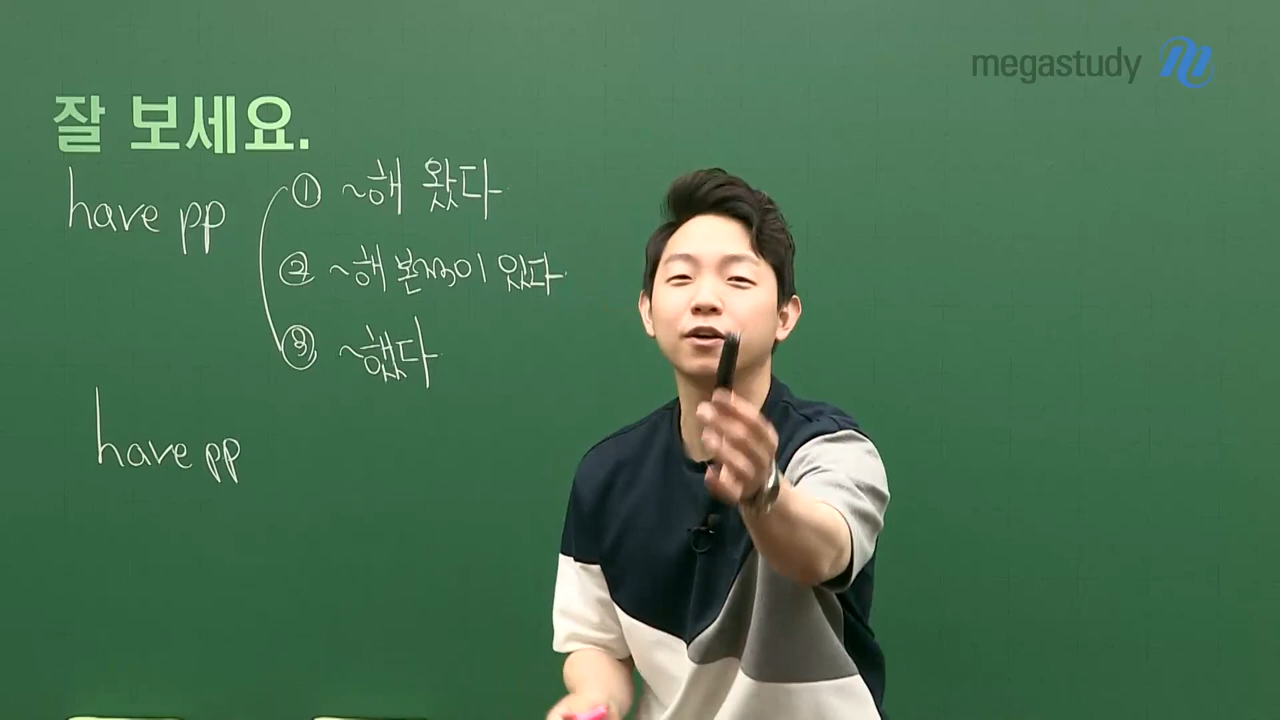 megastudy
잘 보세요.
have pp
① ~해 왔다
② ~해 본적이 있다
③ ~했다
have pp